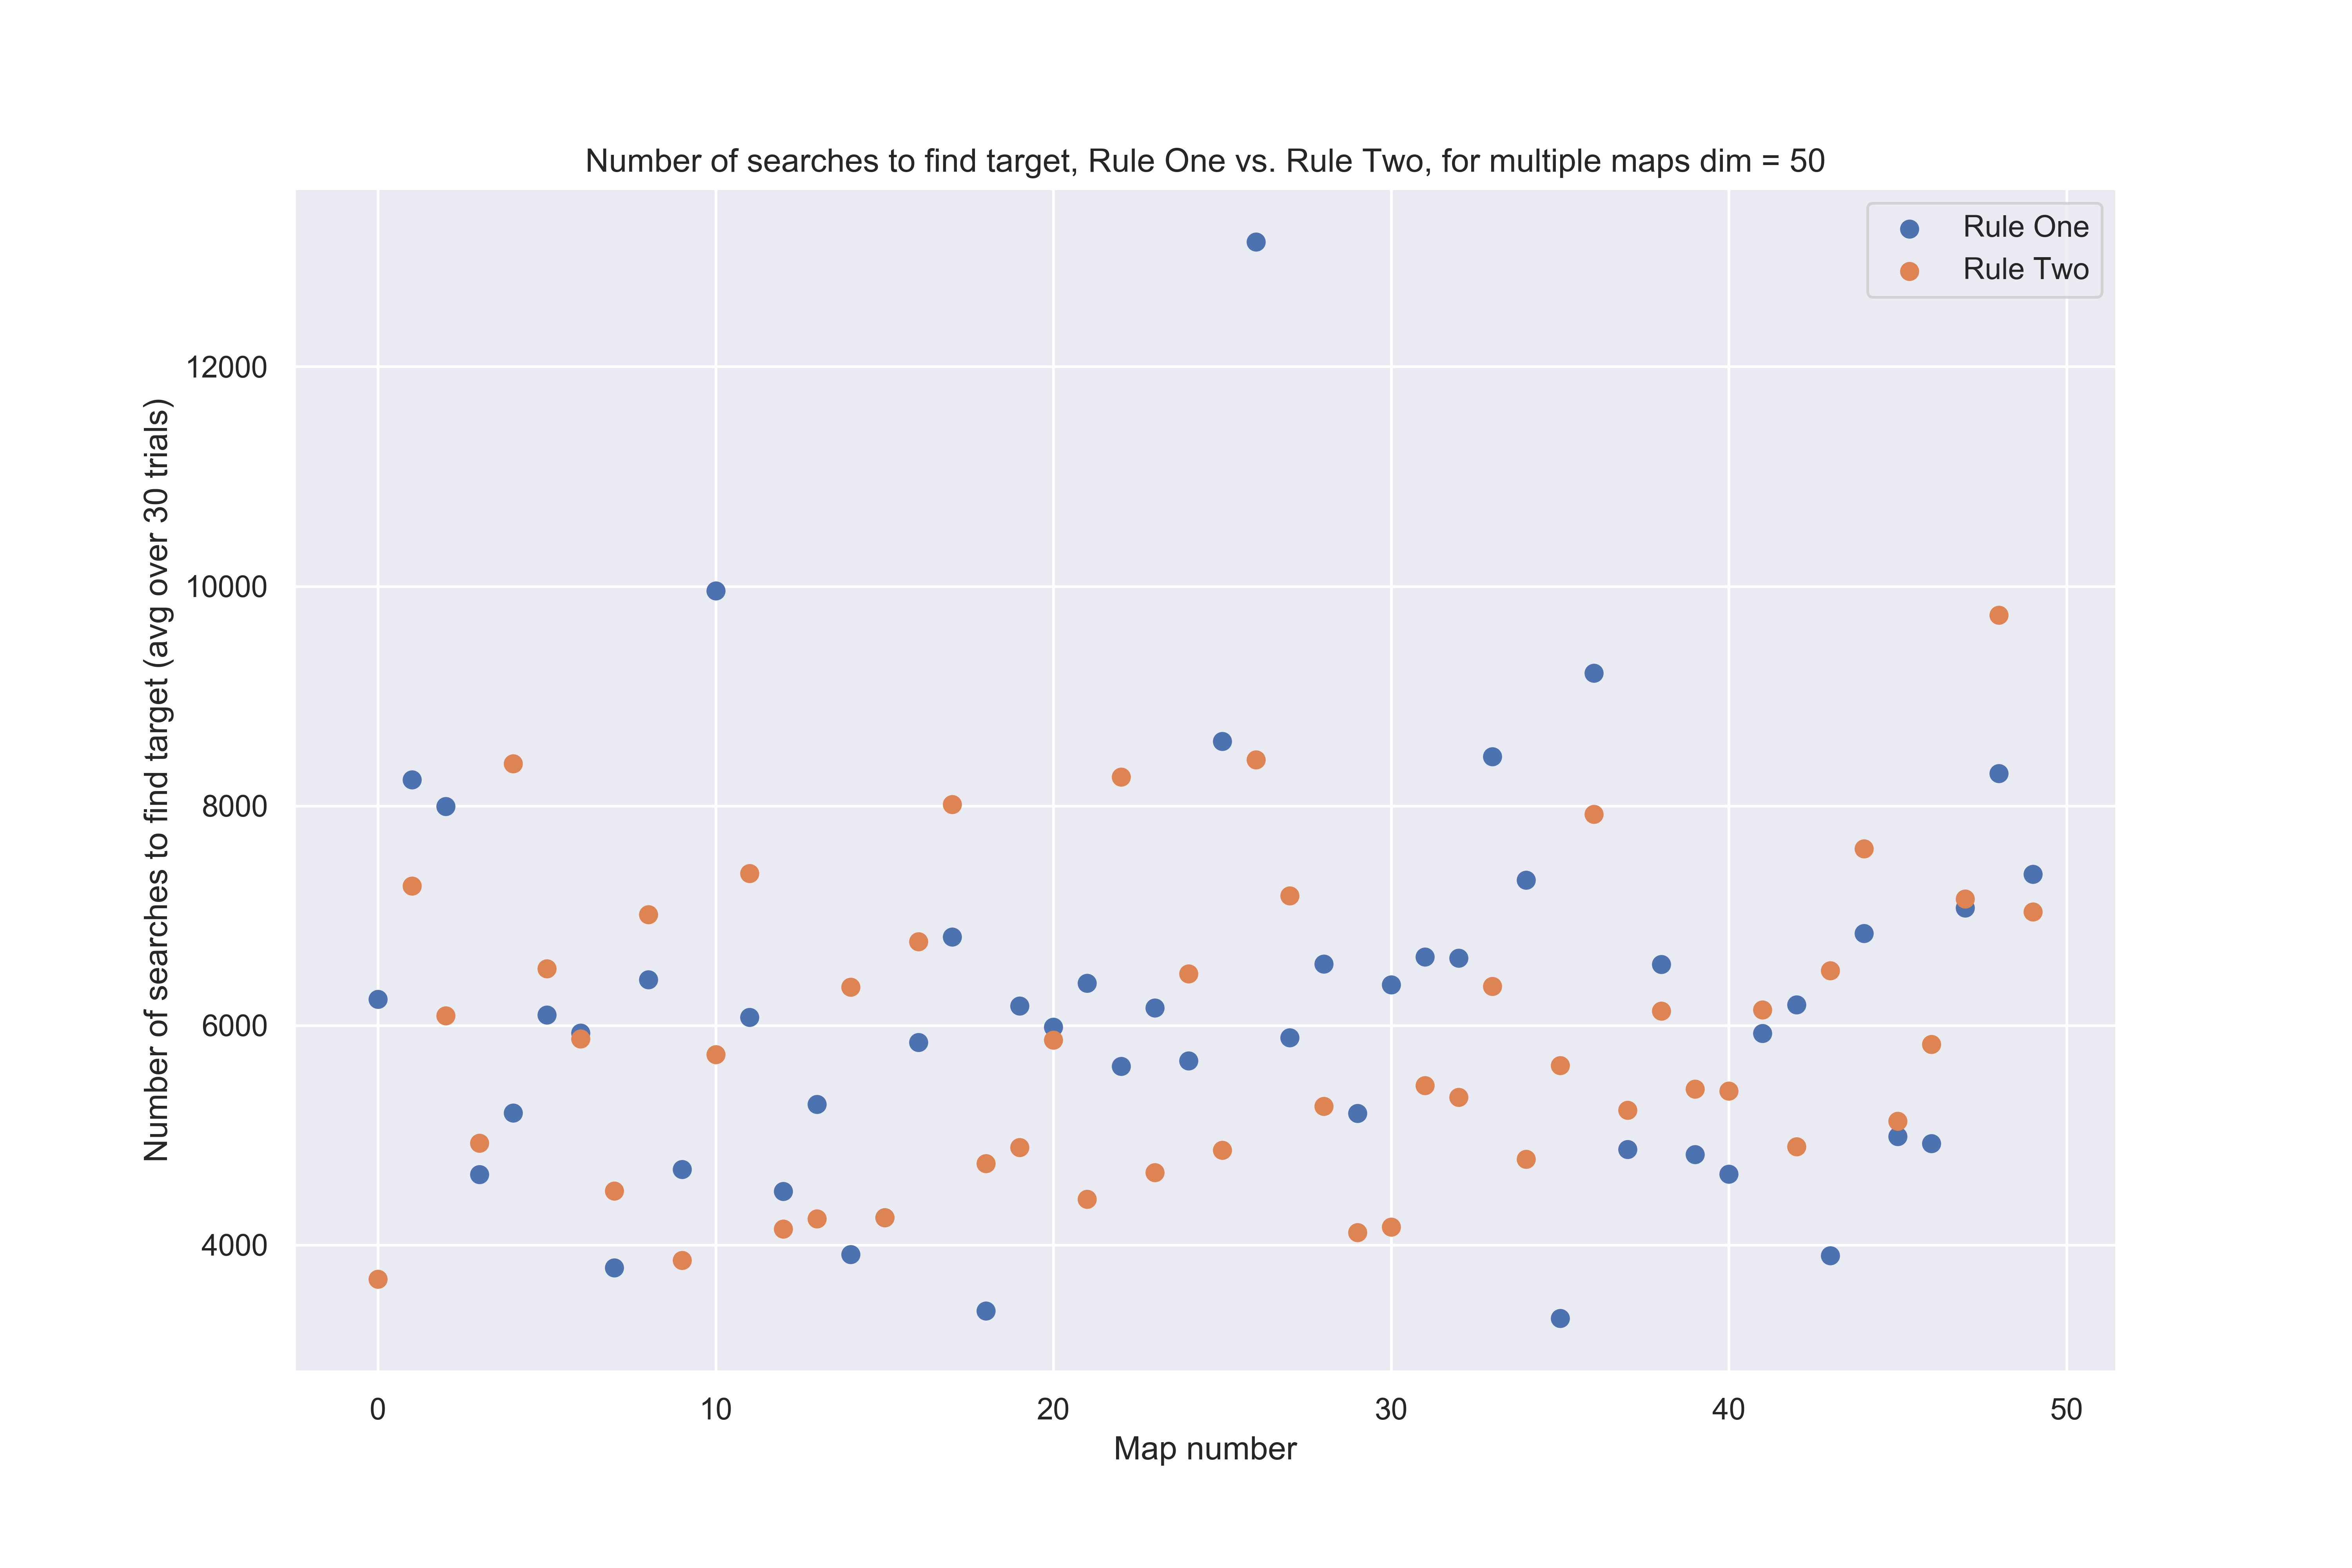 Number of searches to find target, Rule One vs. Rule Two, for multiple maps dim = 50
Rule One
Rule Two
Number of searches to find target (avg over 30 trials)
12000
10000
8000
6000
4000
0 10 20 30 40 50
Map number